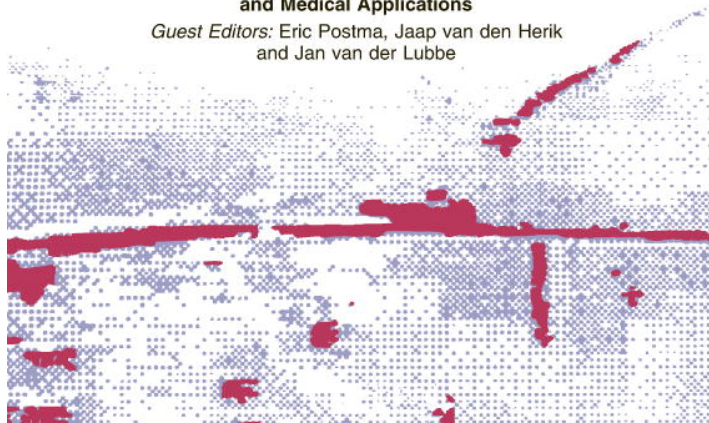 and Medical Applications
Guest Editors: Eric Postma, Jaap van den Herik
and Jan van der Lubbe